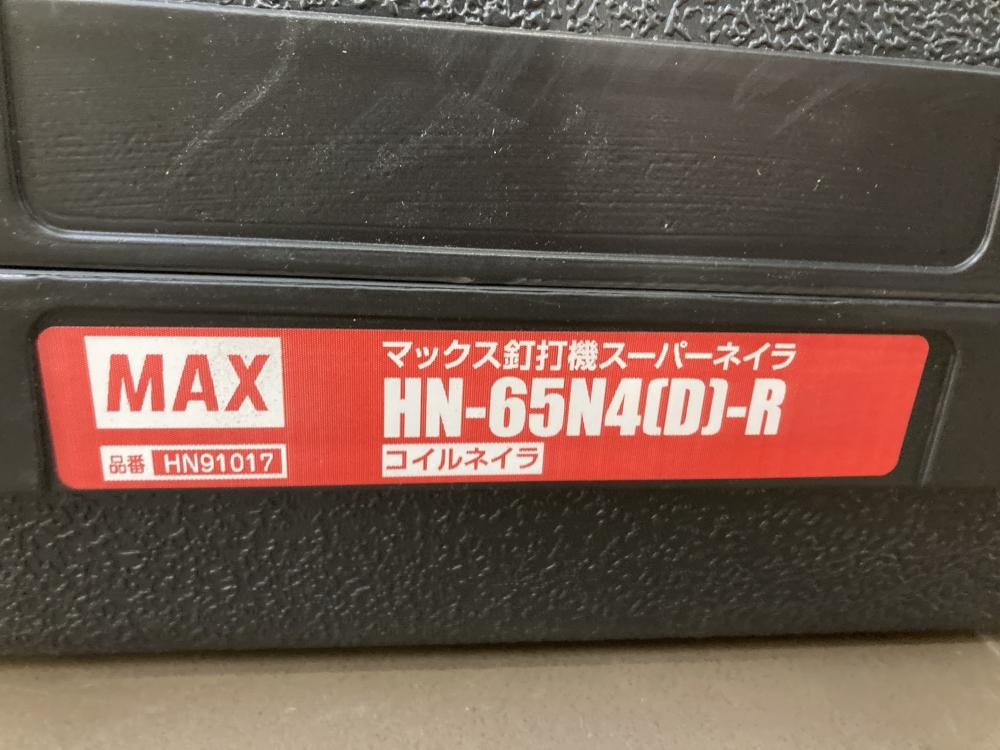 MAX
品番 HN91017
マックス釘打機スーパーネイラ
HN-65N4(D)-R
コイルネイラ